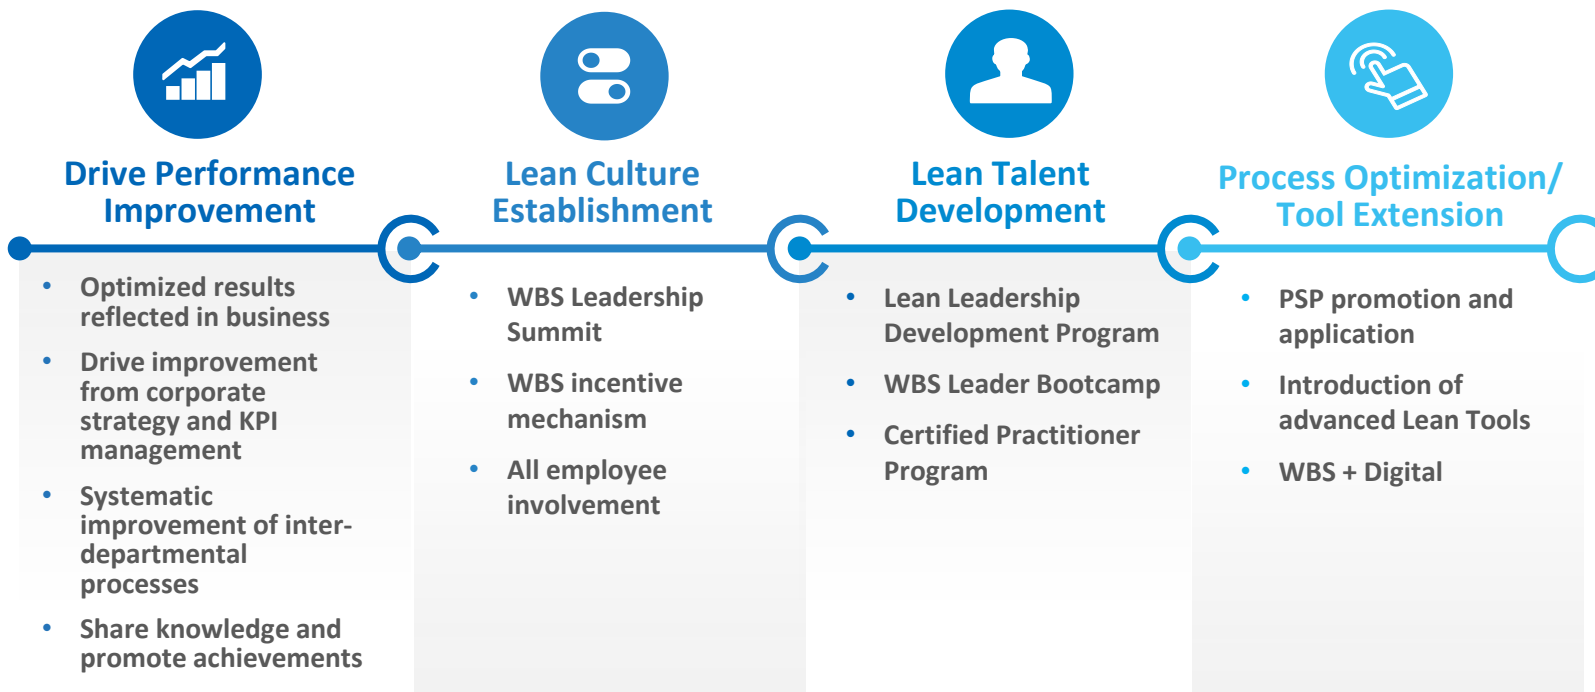 Drive Performance
Improvement
• Optimized results
reflected in business
• Drive improvement
from corporate
strategy and KPI
management
• Systematic
improvement of inter-
departmental
processes
• Share knowledge and
promote achievements
Lean Culture
Establishment
• WBS Leadership
Summit
• WBS incentive
mechanism
• All employee
involvement
Lean Talent
Development
• Lean Leadership
Development Program
• WBS Leader Bootcamp
• Certified Practitioner
Program
Process Optimization/
Tool Extension
• PSP promotion and
application
• Introduction of
advanced Lean Tools
• WBS + Digital